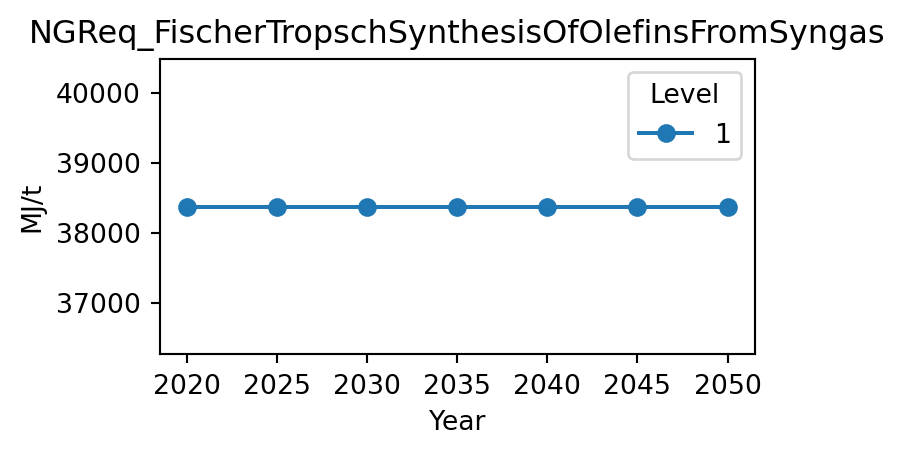 NGReq_FischerTropschSynthesisOfOlefinsFromSyngas
40000
39000
38000
37000
MJ/t
Level
1
2020 2025 2030 2035 2040 2045 2050
Year